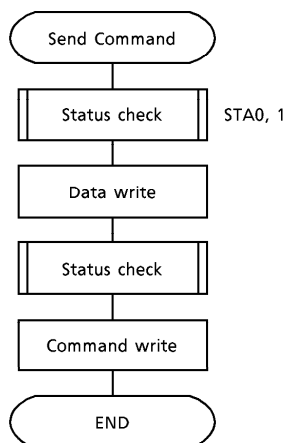 Send Command
Status check STA0, 1
Data write
Status check
Command write
END